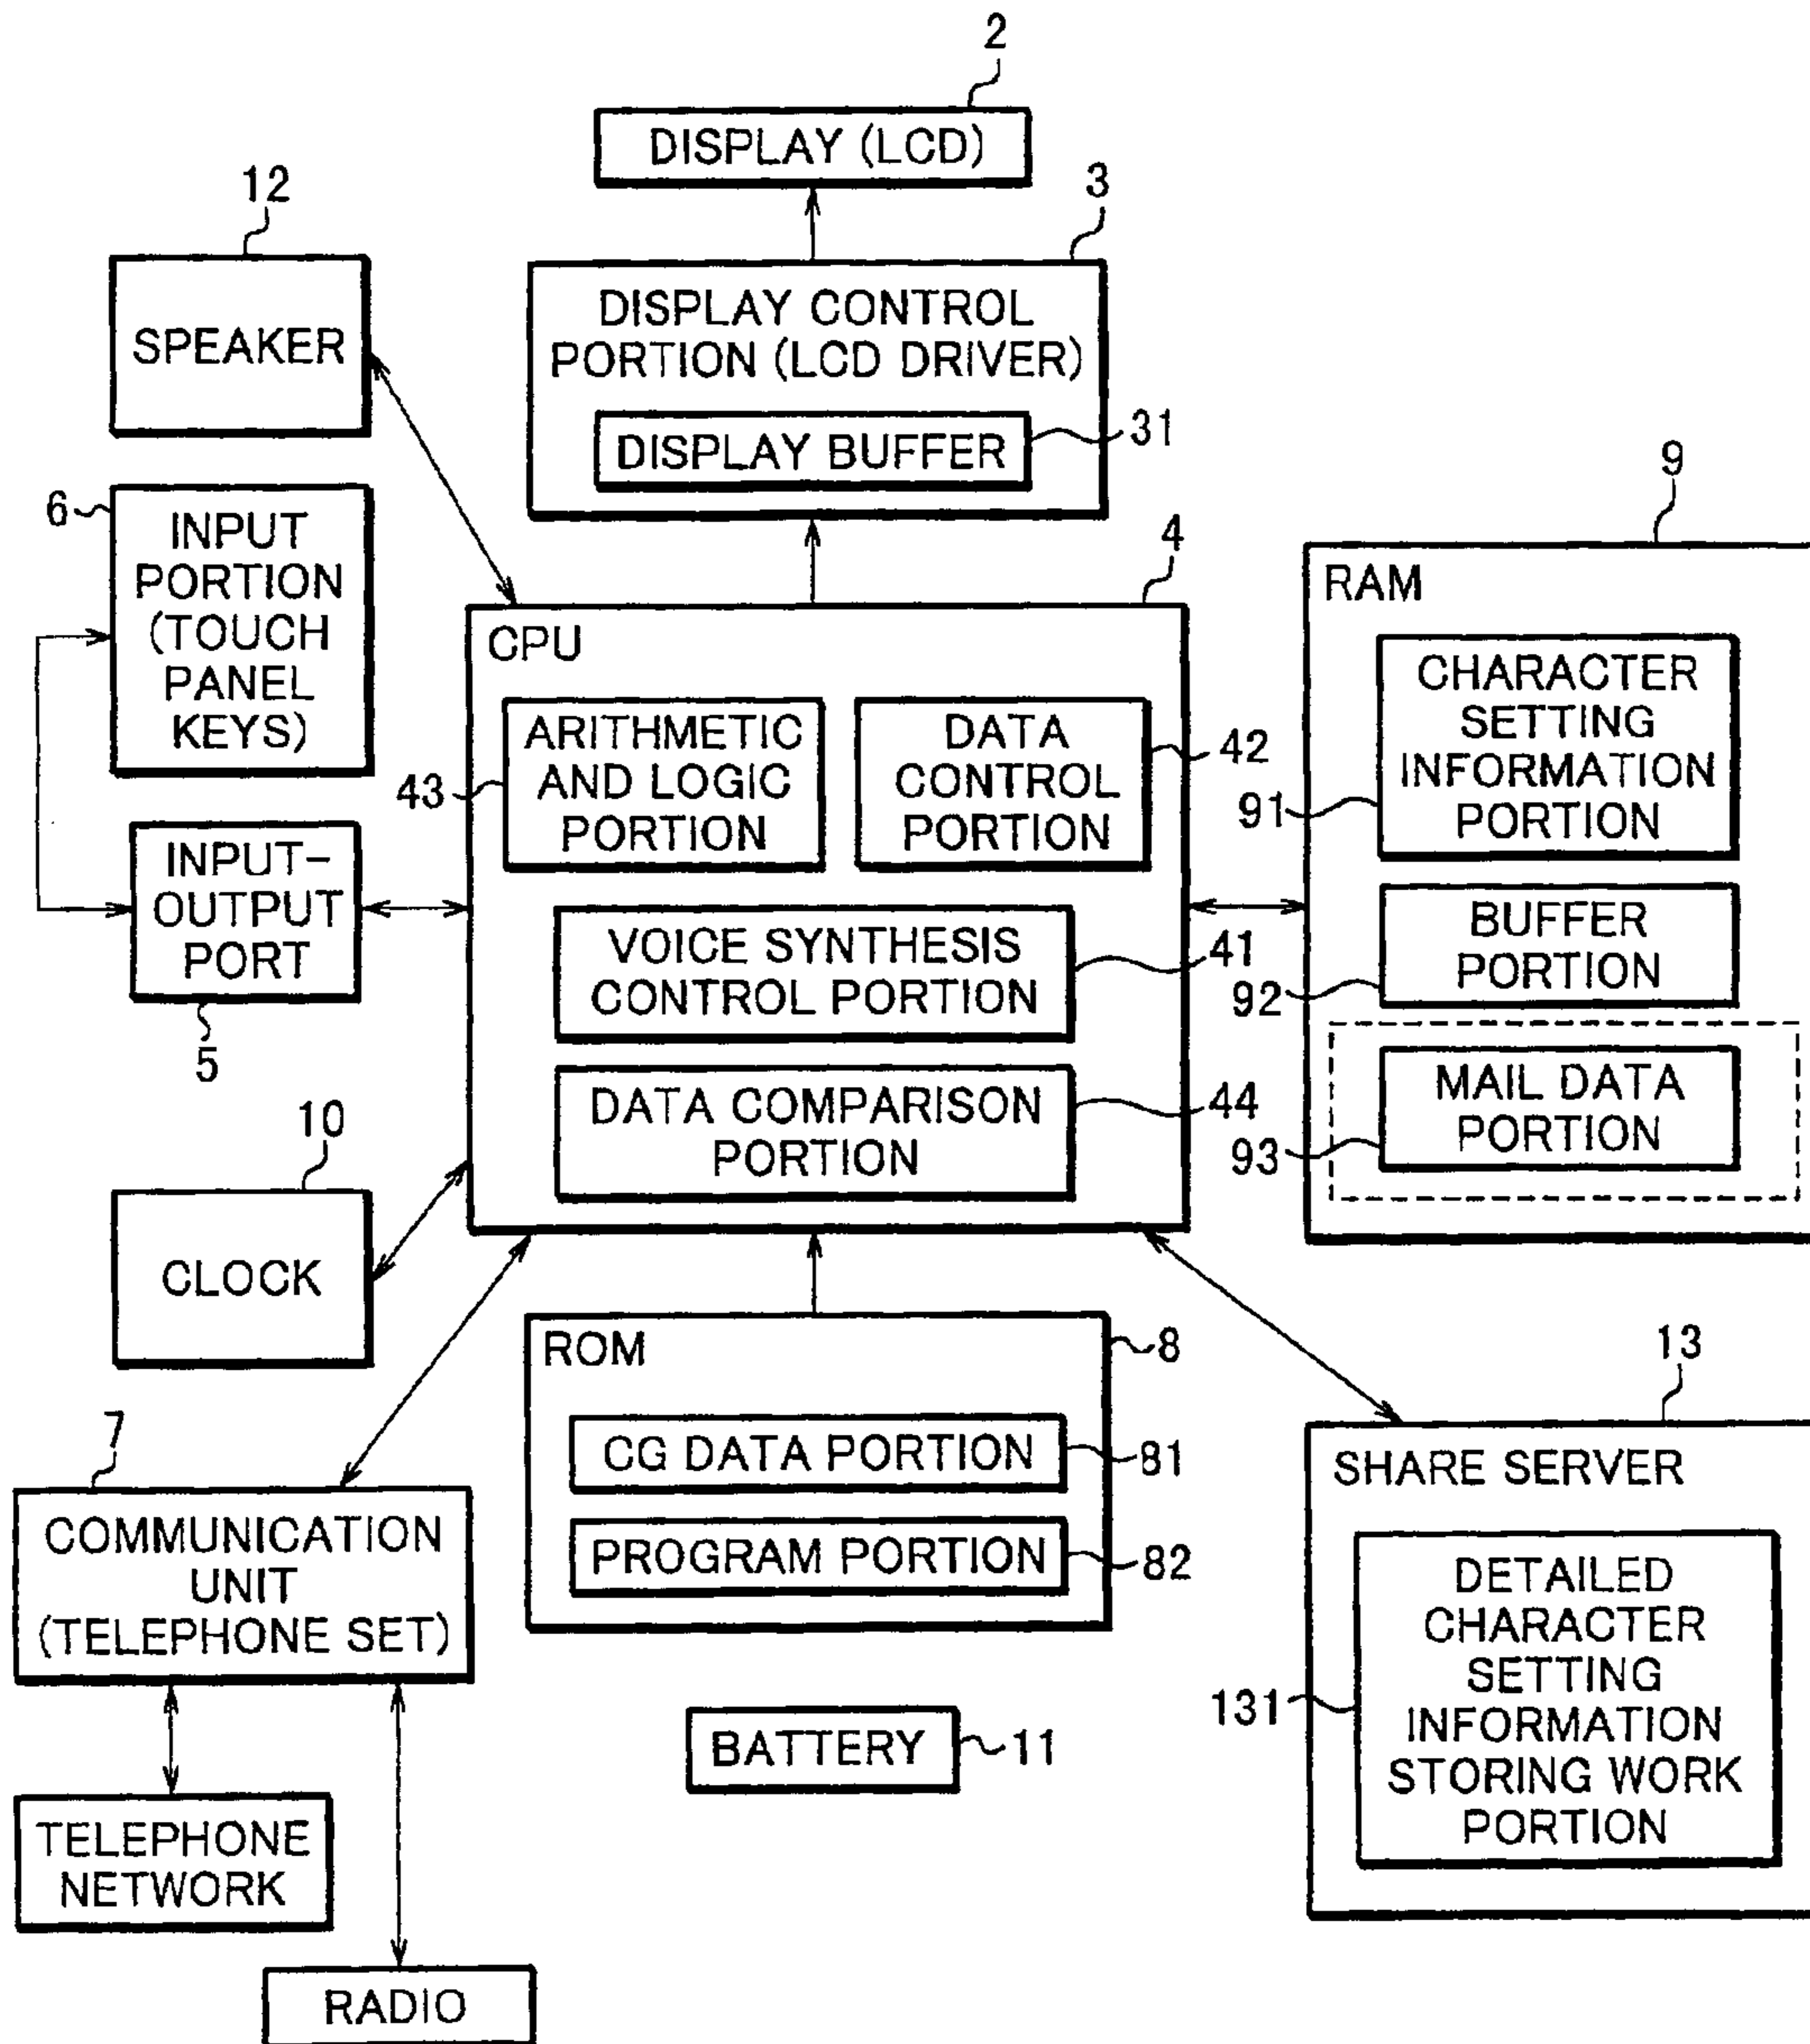 2
DISPLAY (LCD)
3
DISPLAY CONTROL
PORTION (LCD DRIVER)
DISPLAY BUFFER
31
12
SPEAKER
6
INPUT
PORTION
(TOUCH
PANEL
KEYS)
INPUT-
OUTPUT
PORT
5
4
CPU
ARITHMETIC
AND LOGIC
PORTION
43
DATA
CONTROL
PORTION
42
VOICE SYNTHESIS
CONTROL PORTION
41
DATA COMPARISON
PORTION
44
9
RAM
CHARACTER
SETTING
INFORMATION
PORTION
91
BUFFER
PORTION
92
MAIL DATA
PORTION
93
10
CLOCK
7
COMMUNICATION
UNIT
(TELEPHONE SET)
TELEPHONE
NETWORK
RADIO
ROM
8
CG DATA PORTION
81
PROGRAM PORTION
82
BATTERY
11
13
SHARE SERVER
DETAILED
CHARACTER
SETTING
INFORMATION
STORING WORK
PORTION
131